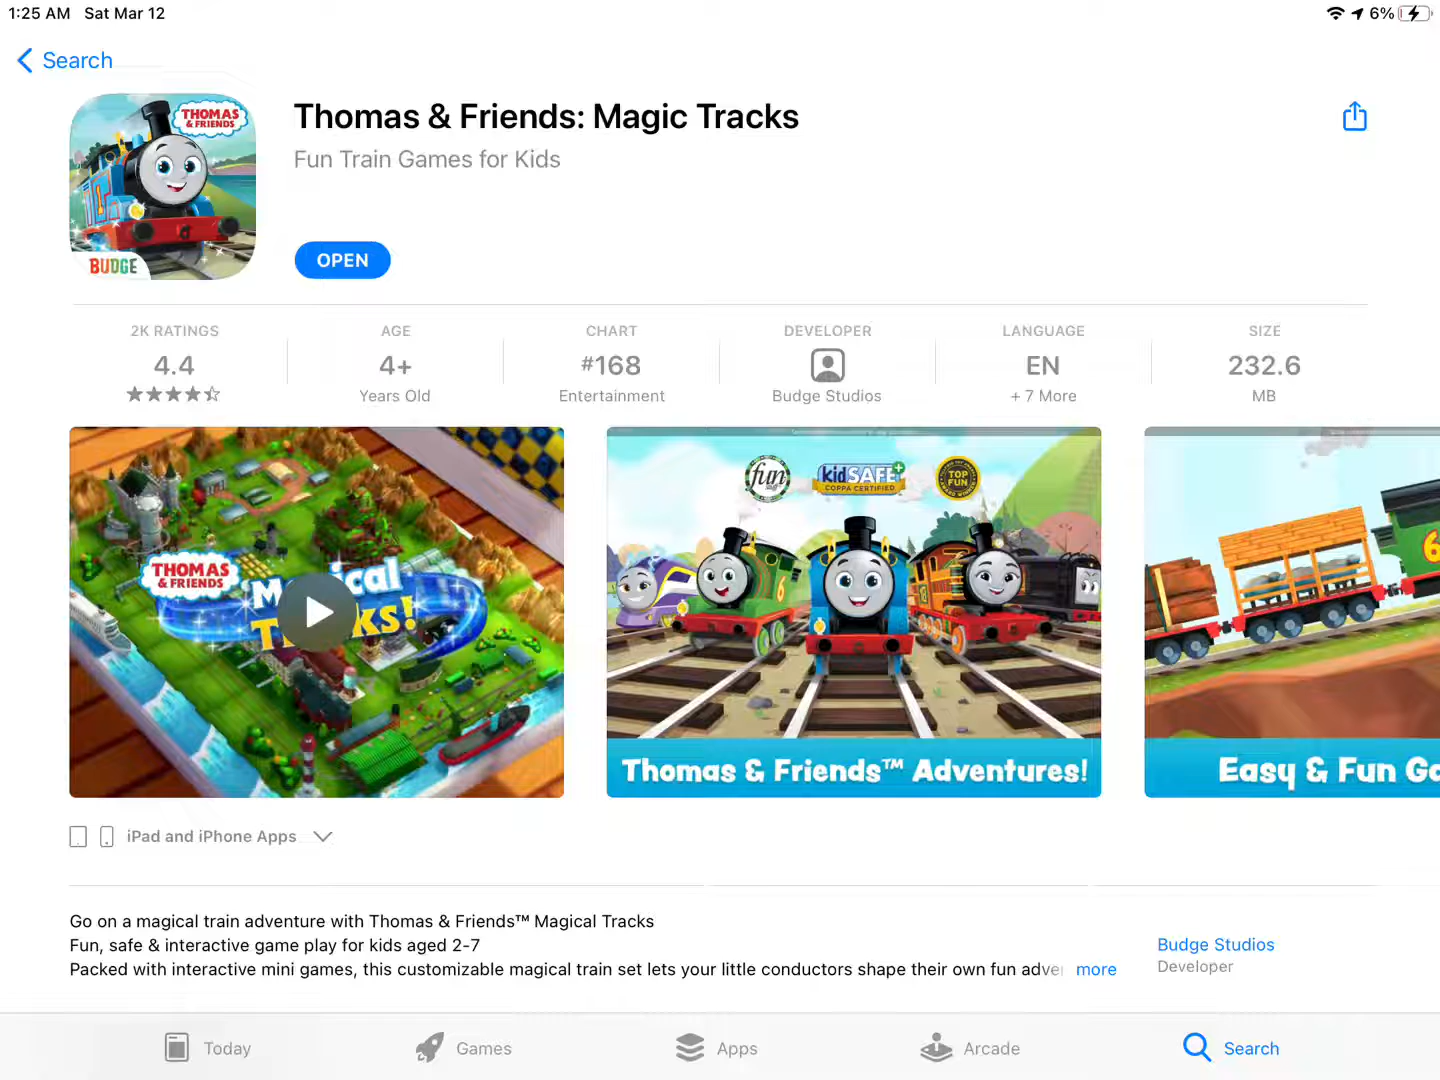 1:25 AM Sat Mar 12
6%
Search
THOMAS
& FRIENDS
BUDGE
Thomas & Friends: Magic Tracks
Fun Train Games for Kids
OPEN
2K RATINGS
4.4
AGE
4+
Years Old
CHART
#168
Entertainment
DEVELOPER
Budge Studios
LANGUAGE
EN
+ 7 More
SIZE
232.6
MB
THOMAS
& FRIENDS
fun
kidSAFE+
COPPA CERTIFIED
TOP
FUN
6
6
Thomas & Friends™ Adventures!
Easy & Fun Ga
iPad and iPhone Apps
Go on a magical train adventure with Thomas & Friends™ Magical Tracks
Fun, safe & interactive game play for kids aged 2-7
Packed with interactive mini games, this customizable magical train set lets your little conductors shape their own fun adve more
Budge Studios
Developer
Today
Games
Apps
Arcade
Search